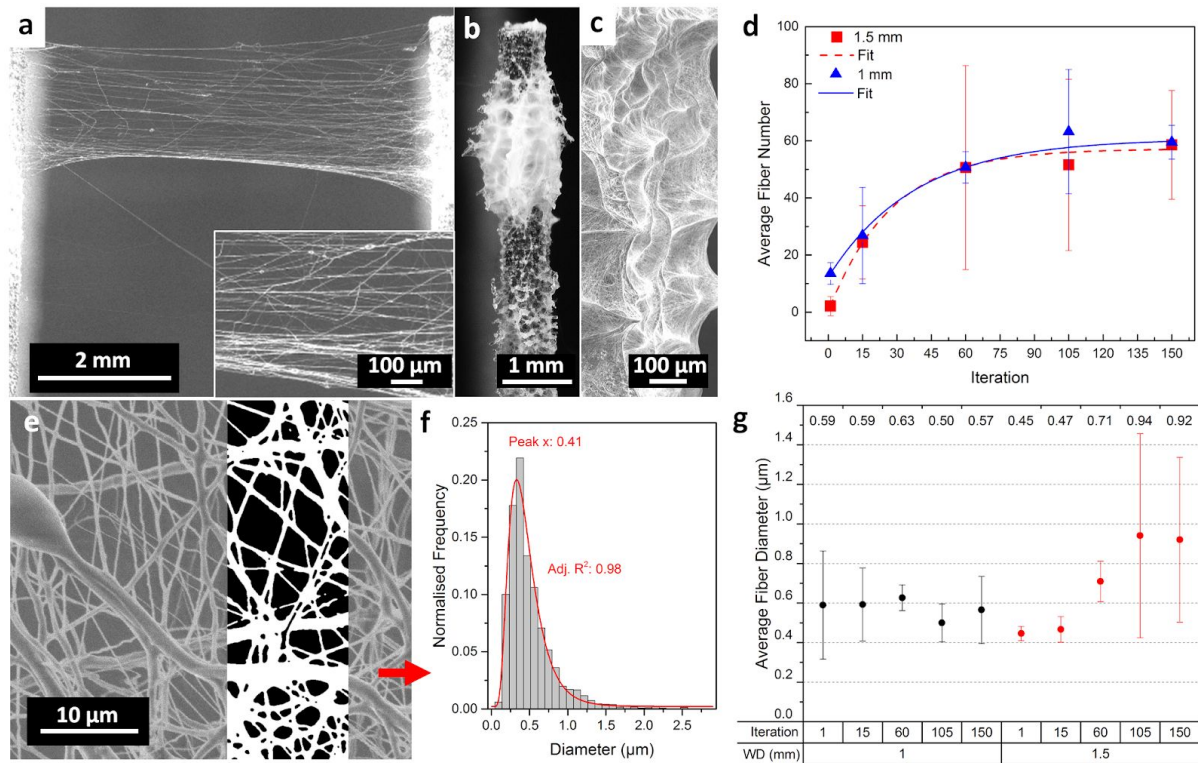 a
2 mm
100 µm
b
1 mm
c
100 µm
d
100
80
60
40
20
0
Average Fiber Number
1.5 mm
Fit
1 mm
Fit
0 15 30 45 60 75 90 105 120 135 150
Iteration
e
10 µm
f
0.25
0.20
0.15
0.10
0.05
0.00
Normalised Frequency
Peak x: 0.41
Adj. R²: 0.98
0.0 0.5 1.0 1.5 2.0 2.5
Diameter (µm)
g
1.6
1.4
1.2
1.0
0.8
0.6
0.4
0.2
0.0
Average Fiber Diameter (µm)
0.59 0.59 0.63 0.50 0.57 0.45 0.47 0.71 0.94 0.92
Iteration 1 15 60 105 150 1 15 60 105 150
WD (mm) 1 1.5